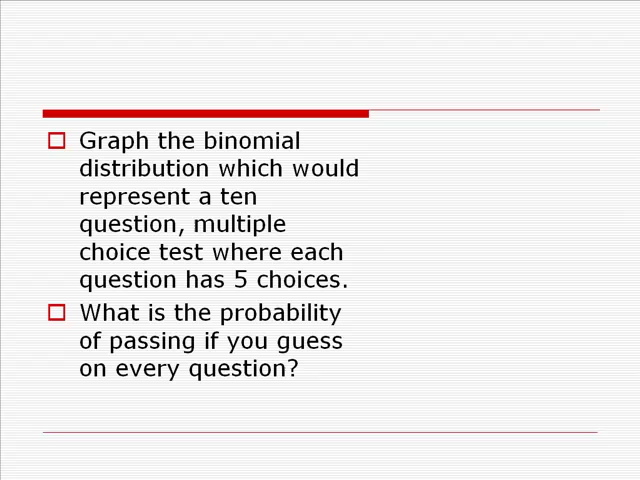 Graph the binomial
distribution which would
represent a ten
question, multiple
choice test where each
question has 5 choices.
What is the probability
of passing if you guess
on every question?